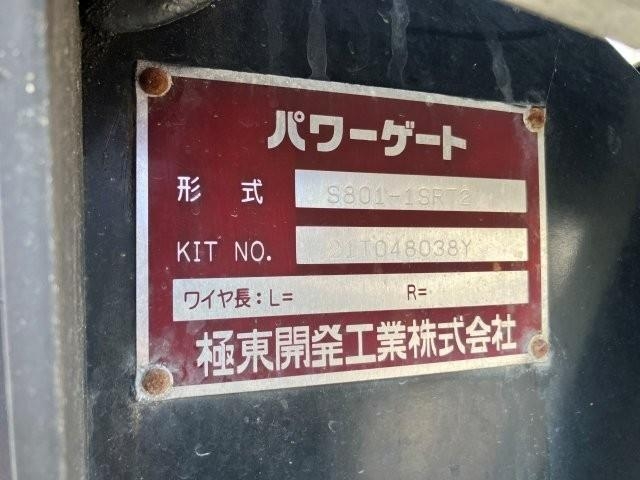 パワーゲート
形式 S801-1SRT2
KIT NO. 21T048038Y
ワイヤ長:L= R=
極東開発工業株式会社